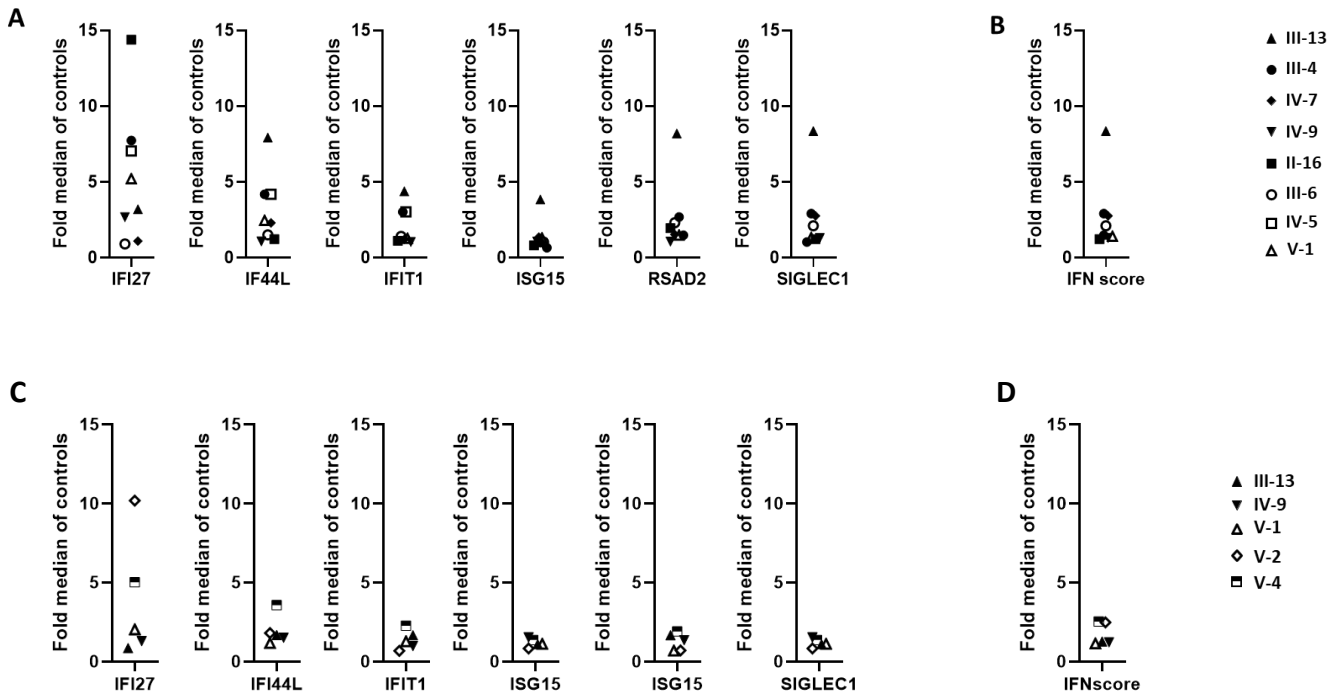 A
B
Fold median of controls
15
10
5
0
IFI27
Fold median of controls
15
10
5
0
IF44L
Fold median of controls
15
10
5
0
IFIT1
Fold median of controls
15
10
5
0
ISG15
Fold median of controls
15
10
5
0
RSAD2
Fold median of controls
15
10
5
0
SIGLEC1
Fold median of controls
15
10
5
0
IFN score
III-13
III-4
IV-7
IV-9
II-16
III-6
IV-5
V-1
C
D
Fold median of controls
15
10
5
0
IFI27
Fold median of controls
15
10
5
0
IFI44L
Fold median of controls
15
10
5
0
IFIT1
Fold median of controls
15
10
5
0
ISG15
Fold median of controls
15
10
5
0
ISG15
Fold median of controls
15
10
5
0
SIGLEC1
Fold median of controls
15
10
5
0
IFNscore
III-13
IV-9
V-1
V-2
V-4